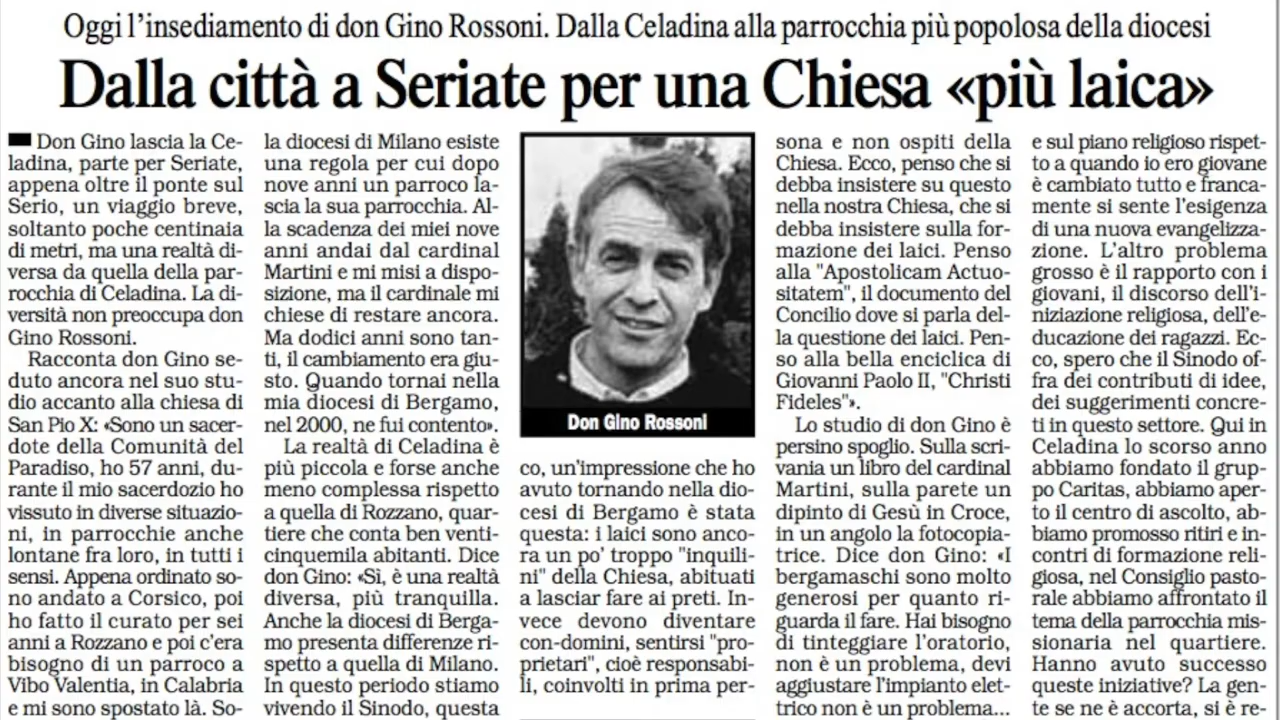 Oggi l'insediamento di don Gino Rossoni. Dalla Celadina alla parrocchia più popolosa della diocesi
Dalla città a Seriate per una Chiesa «più laica»
Don Gino lascia la Ce-
ladina, parte per Seriate,
appena oltre il ponte sul
Serio, un viaggio breve,
soltanto poche centinaia
di metri, ma una realtà di-
versa da quella della par-
rocchia di Celadina. La di-
versità non preoccupa don
Gino Rossoni.
Racconta don Gino se-
duto ancora nel suo stu-
dio accanto alla chiesa di
San Pio X: «Sono un sacer-
dote della Comunità del
Paradiso, ho 57 anni, du-
rante il mio sacerdozio ho
vissuto in diverse situazio-
ni, in parrocchie anche
lontane fra loro, in tutti i
sensi. Appena ordinato so-
no andato a Corsico, poi
ho fatto il curato per sei
anni a Rozzano e poi c'era
bisogno di un parroco a
Vibo Valentia, in Calabria
e mi sono spostato là. So-
la diocesi di Milano esiste
una regola per cui dopo
nove anni un parroco la-
scia la sua parrocchia. Al-
la scadenza dei miei nove
anni andai dal cardinal
Martini e mi misi a dispo-
sizione, ma il cardinale mi
chiese di restare ancora.
Ma dodici anni sono tan-
ti, il cambiamento era giu-
sto. Quando tornai nella
mia diocesi di Bergamo,
nel 2000, ne fui contento».
La realtà di Celadina è
più piccola e forse anche
meno complessa rispetto
a quella di Rozzano, quar-
tiere che conta ben venti-
cinquemila abitanti. Dice
don Gino: «Sì, è una realtà
diversa, più tranquilla.
Anche la diocesi di Berga-
mo presenta differenze ri-
spetto a quella di Milano.
In questo periodo stiamo
vivendo il Sinodo, questa
Don Gino Rossoni
co, un'impressione che ho
avuto tornando nella dio-
cesi di Bergamo è stata
questa: i laici sono anco-
ra un po' troppo "inquili-
ni" della Chiesa, abituati
a lasciar fare ai preti. In-
vece devono diventare
con-domini, sentirsi "pro-
prietari", cioè responsabi-
li, coinvolti in prima per-
sona e non ospiti della
Chiesa. Ecco, penso che si
debba insistere su questo
nella nostra Chiesa, che si
debba insistere sulla for-
mazione dei laici. Penso
alla "Apostolicam Actuo-
sitatem", il documento del
Concilio dove si parla del-
la questione dei laici. Pen-
so alla bella enciclica di
Giovanni Paolo II, "Christi
Fideles"».
Lo studio di don Gino è
persino spoglio. Sulla scri-
vania un libro del cardinal
Martini, sulla parete un
dipinto di Gesù in Croce,
in un angolo la fotocopia-
trice. Dice don Gino: «I
bergamaschi sono molto
generosi per quanto ri-
guarda il fare. Hai bisogno
di tinteggiare l'oratorio,
non è un problema, devi
aggiustare l'impianto elet-
trico non è un problema...
e sul piano religioso rispet-
to a quando io ero giovane
è cambiato tutto e franca-
mente si sente l'esigenza
di una nuova evangelizza-
zione. L'altro problema
grosso è il rapporto con i
giovani, il discorso dell'i-
niziazione religiosa, dell'e-
ducazione dei ragazzi. Ec-
co, spero che il Sinodo of-
fra dei contributi di idee,
dei suggerimenti concre-
ti in questo settore. Qui in
Celadina lo scorso anno
abbiamo fondato il grup-
po Caritas, abbiamo aper-
to il centro di ascolto, ab-
biamo promosso ritiri e in-
contri di formazione reli-
giosa, nel Consiglio pasto-
rale abbiamo affrontato il
tema della parrocchia mis-
sionaria nel quartiere.
Hanno avuto successo
queste iniziative? La gen-
te se ne è accorta, si è re-